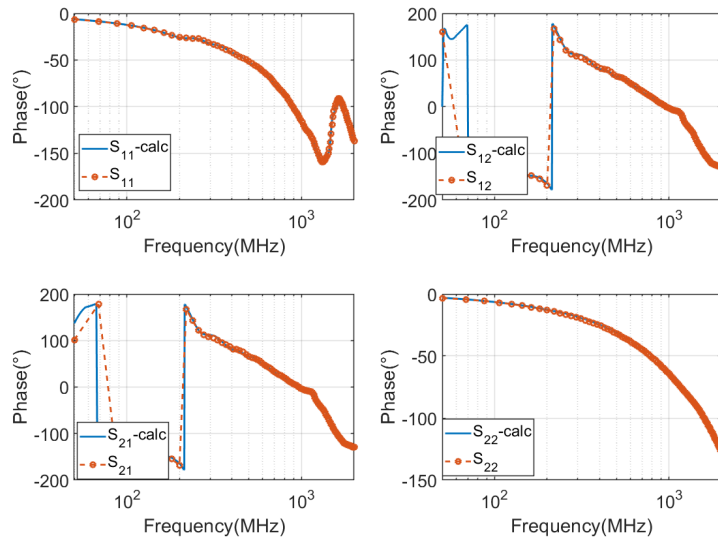 0
-50
-100
-150
-200
Phase(°)
S11-calc
S11
10^2
10^3
Frequency(MHz)
200
100
0
-100
-200
Phase(°)
S12-calc
S12
10^2
10^3
Frequency(MHz)
200
100
0
-100
-200
Phase(°)
S21-calc
S21
10^2
10^3
Frequency(MHz)
0
-50
-100
-150
Phase(°)
S22-calc
S22
10^2
10^3
Frequency(MHz)